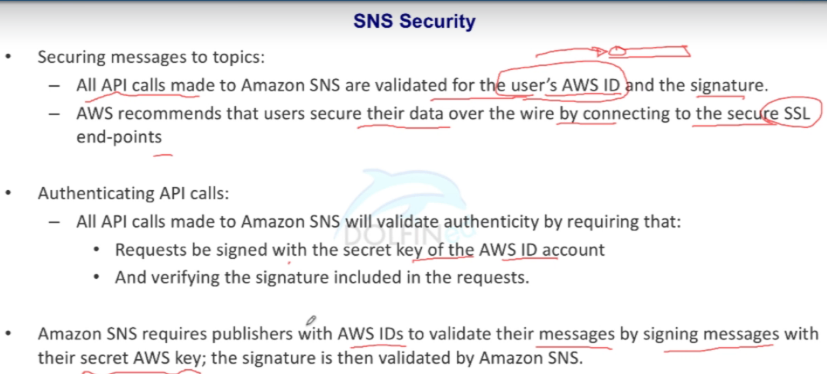 SNS Security
• Securing messages to topics:
– All API calls made to Amazon SNS are validated for the user's AWS ID and the signature.
– AWS recommends that users secure their data over the wire by connecting to the secure SSL
end-points
• Authenticating API calls:
– All API calls made to Amazon SNS will validate authenticity by requiring that:
DOLFIN
• Requests be signed with the secret key of the AWS ID account
• And verifying the signature included in the requests.
• Amazon SNS requires publishers with AWS IDs to validate their messages by signing messages with
their secret AWS key; the signature is then validated by Amazon SNS.